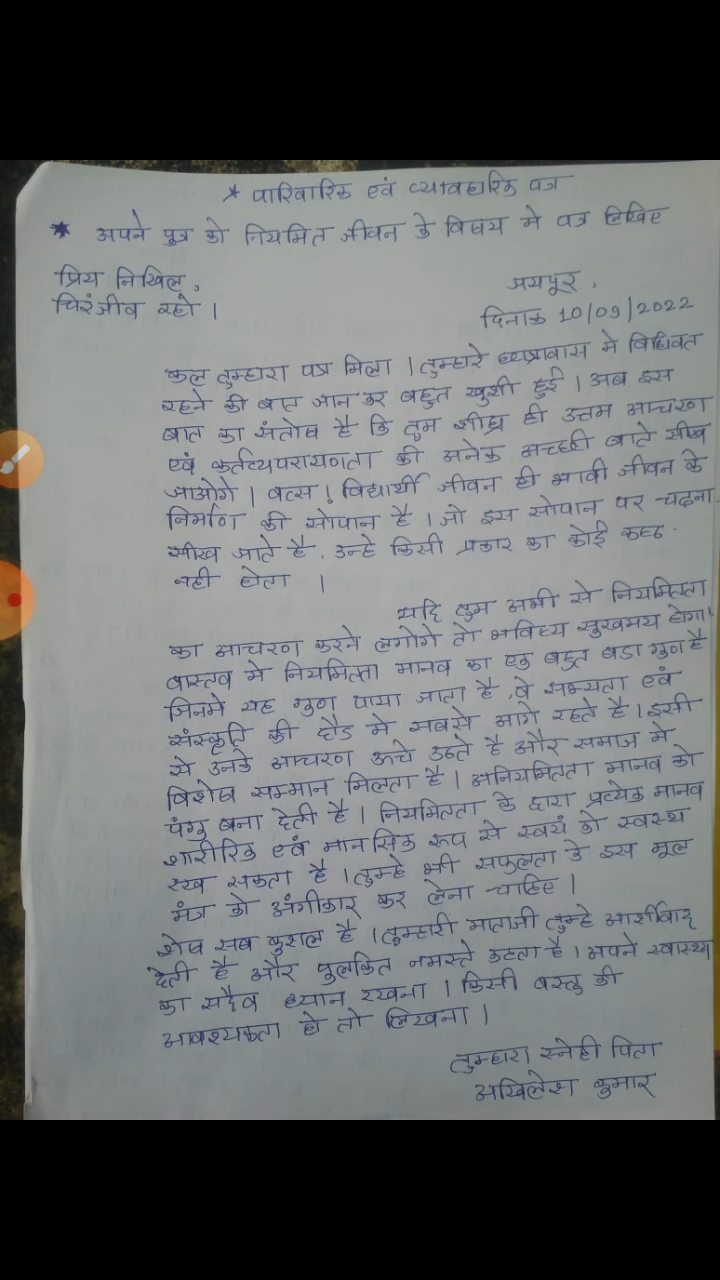 * पारिवारिक एवं व्यावहारिक पत्र
* अपने पुत्र को नियमित जीवन के विषय मे पत्र लिखिए
प्रिय निखिल,
चिरंजीव रहो ।
जयपूर,
दिनाक 10/09/2022
कल तुम्हारा पत्र मिला । तुम्हारे छात्रावास मे विधिवत
रहने की बात जान कर बहुत खुशी हुई । अब इस
बात का संतोष है कि तुम शीघ्र ही उत्तम आचरण
एवं कर्तव्यपरायणता की अनेक अच्छी बाते सीख
जाओगे । वत्स ! विद्यार्थी जीवन ही भावी जीवन के
निर्माण की सोपान है । जो इस सोपान पर चढना
सीख जाते है, उन्हे किसी प्रकार का कोई कष्ट
नही होता ।
यदि तुम अभी से नियमितता
का आचरण करने लगोगे तो भविष्य सुखमय होगा।
वास्तव मे नियमितता मानव का एक बहुत बडा गुण है
जिनमे यह गुण पाया जाता है, वे सभ्यता एवं
संस्कृति की दौड मे सबसे आगे रहते है । इसी
से उनके आचरण ऊचे उठते है और समाज मे
विशेष सम्मान मिलता है । अनियमितता मानव को
पंगु बना देती है । नियमितता के द्वारा प्रत्येक मानव
शारीरिक एवं मानसिक रूप से स्वयं को स्वस्थ
रख सकता है । तुम्हे भी सफलता के इस मूल
मंत्र को अंगीकार कर लेना चाहिए ।
शेष सब कुशल है । तुम्हारी माताजी तुम्हे आर्शीवाद
देती है और पुलकित नमस्ते कहता है । अपने स्वास्थ्य
का सदैव ध्यान रखना । किसी वस्तु की
आवश्यकता हो तो लिखना ।
तुम्हारा स्नेही पिता
अखिलेश कुमार